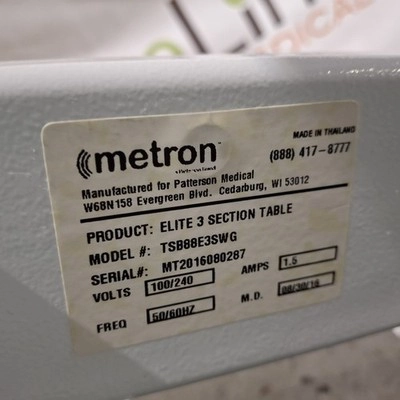 metron
MADE IN THAILAND
(888) 417-8777
Manufactured for Patterson Medical
W68N158 Evergreen Blvd. Cedarburg, WI 53012
PRODUCT: ELITE 3 SECTION TABLE
MODEL #: TSB88E3SWG
SERIAL#: MT2016080287
VOLTS 100/240 AMPS 1.5
FREQ 50/60HZ M.D. 08/30/16